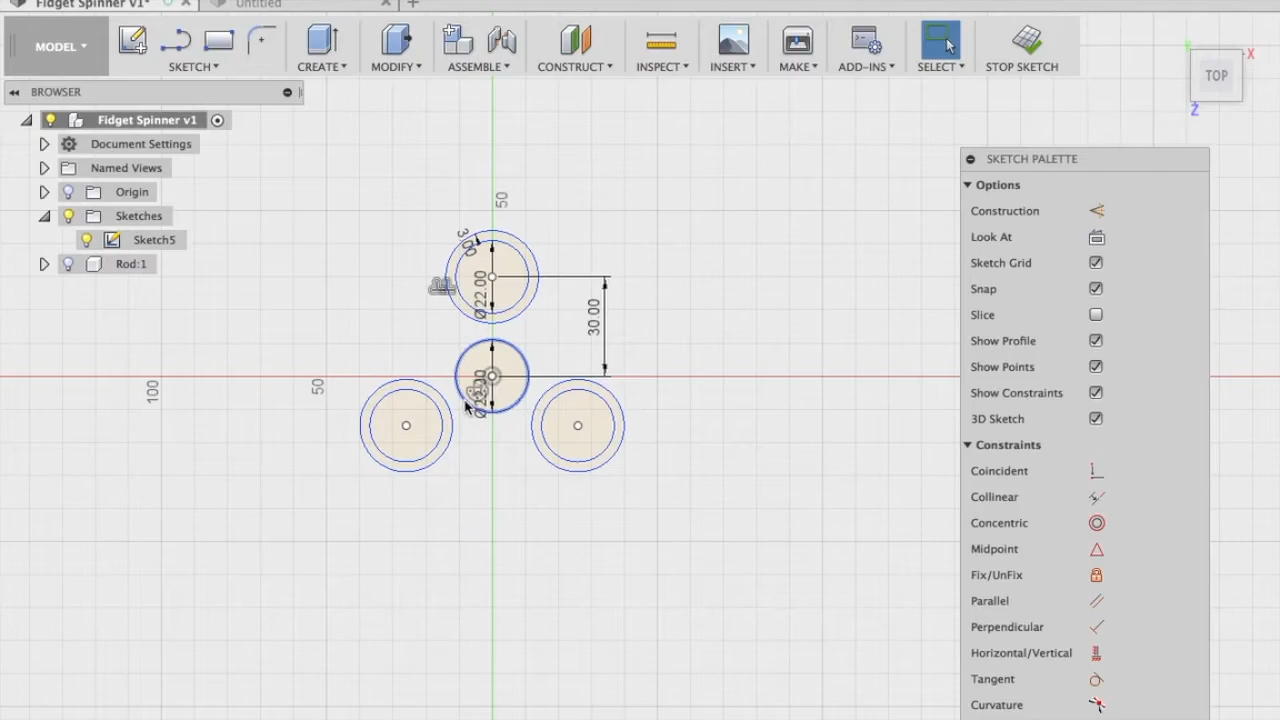 Fidget Spinner v1*
Untitled
MODEL
SKETCH
CREATE
MODIFY
ASSEMBLE
CONSTRUCT
INSPECT
INSERT
MAKE
ADD-INS
SELECT
STOP SKETCH
BROWSER
Fidget Spinner v1
Document Settings
Named Views
Origin
Sketches
Sketch5
Rod:1
TOP
X
Z
50
3.00
Ø22.00
30.00
100
50
SKETCH PALETTE
Options
Construction
Look At
Sketch Grid
Snap
Slice
Show Profile
Show Points
Show Constraints
3D Sketch
Constraints
Coincident
Collinear
Concentric
Midpoint
Fix/UnFix
Parallel
Perpendicular
Horizontal/Vertical
Tangent
Curvature